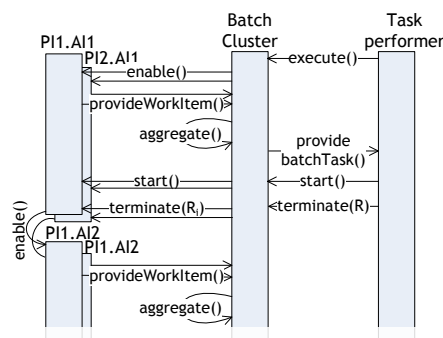 Batch
Cluster
Task
performer
PI1.AI1
PI2.AI1
execute()
enable()
provideWorkItem()
aggregate()
provide
batchTask()
start()
start()
terminate(Ri)
terminate(R)
enable()
PI1.AI2
PI1.AI2
provideWorkItem()
aggregate()